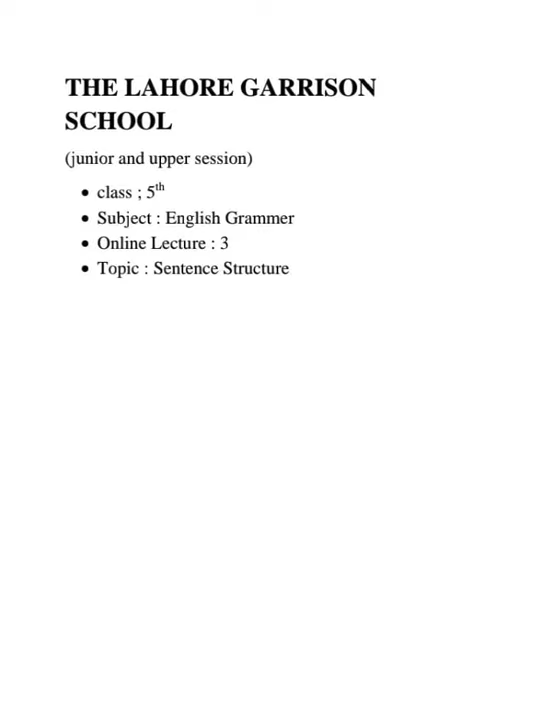 THE LAHORE GARRISON
SCHOOL
(junior and upper session)
• class ; 5th
• Subject : English Grammer
• Online Lecture : 3
• Topic : Sentence Structure